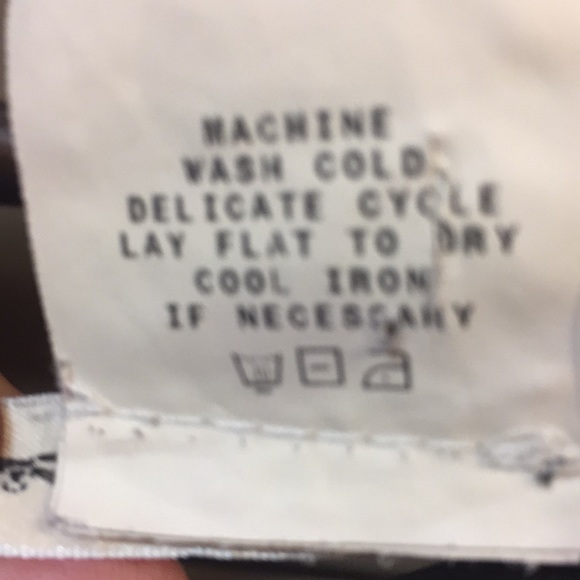 MACHINE
WASH COLD
DELICATE CYCLE
LAY FLAT TO DRY
COOL IRON
IF NECESSARY